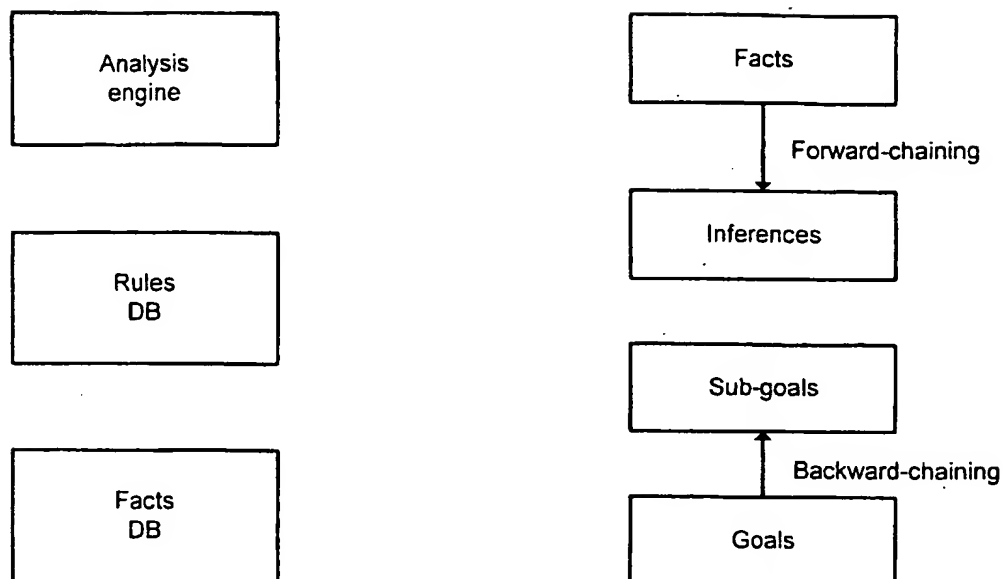 Analysis
engine
Rules
DB
Facts
DB
Facts
Forward-chaining
Inferences
Sub-goals
Backward-chaining
Goals